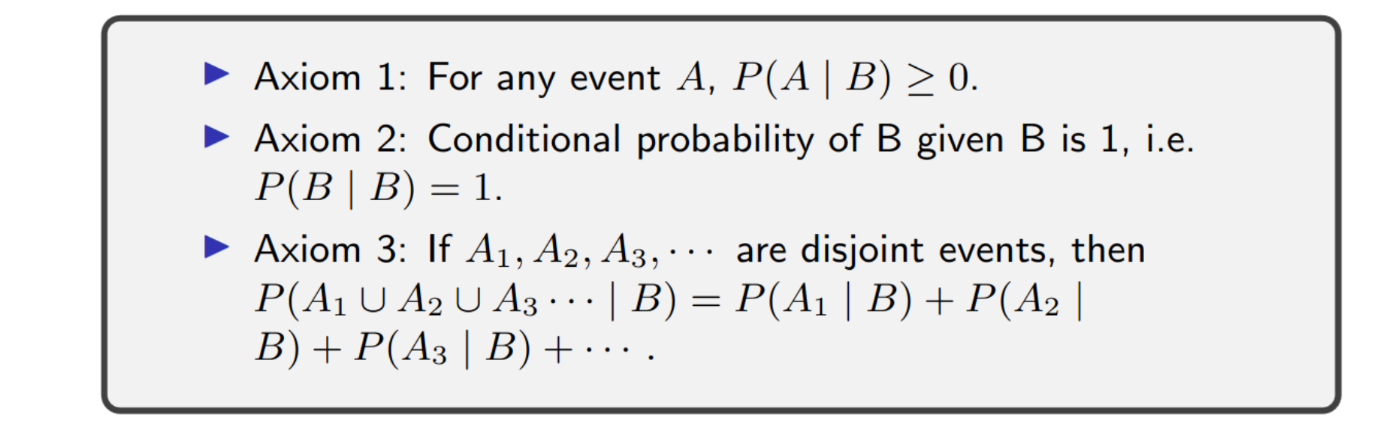 ▶ Axiom 1: For any event A, P(A | B) ≥ 0.
▶ Axiom 2: Conditional probability of B given B is 1, i.e.
P(B | B) = 1.
▶ Axiom 3: If A₁, A₂, A₃, ⋯ are disjoint events, then
P(A₁ ∪ A₂ ∪ A₃ ⋯ | B) = P(A₁ | B) + P(A₂ |
B) + P(A₃ | B) + ⋯ .